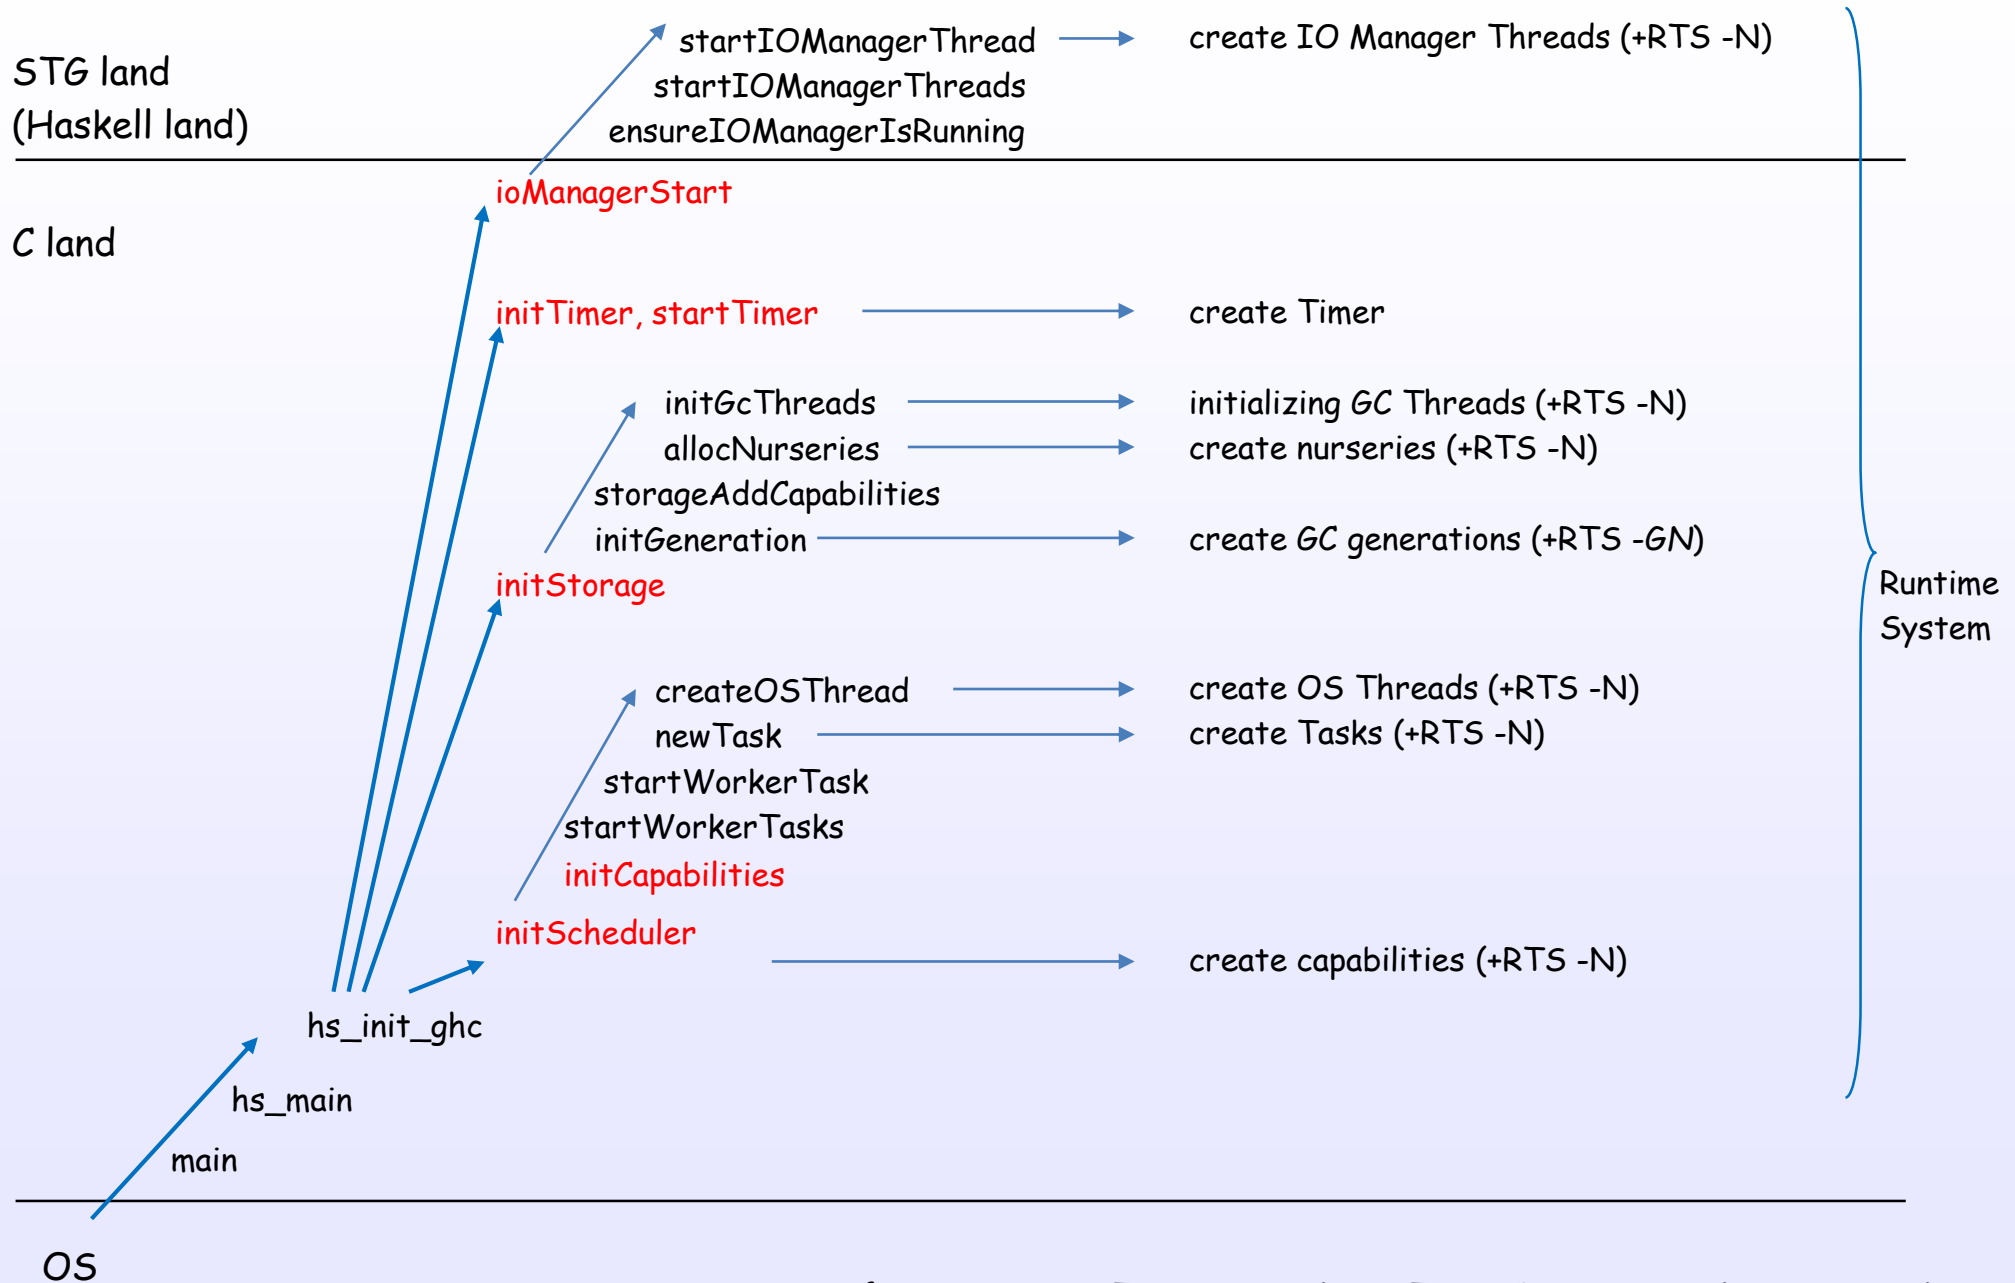 startIOManagerThread
create IO Manager Threads (+RTS -N)
STG land
(Haskell land)
startIOManagerThreads
ensureIOManagerIsRunning
ioManagerStart
C land
initTimer, startTimer
create Timer
initGcThreads
initializing GC Threads (+RTS -N)
allocNurseries
create nurseries (+RTS -N)
storageAddCapabilities
initGeneration
create GC generations (+RTS -GN)
initStorage
Runtime
System
createOSThread
create OS Threads (+RTS -N)
newTask
create Tasks (+RTS -N)
startWorkerTask
startWorkerTasks
initCapabilities
initScheduler
create capabilities (+RTS -N)
hs_init_ghc
hs_main
main
OS